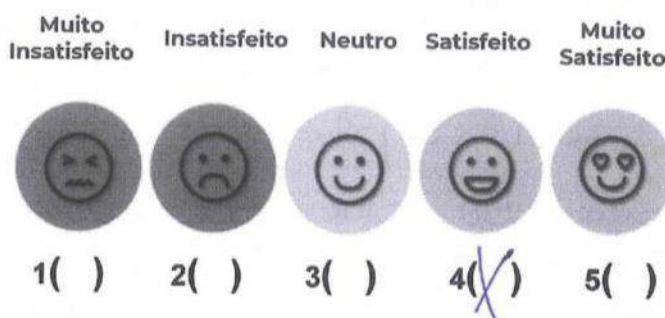 Muito Insatisfeito
Insatisfeito
Neutro
Satisfeito
Muito Satisfeito
1( ) 2( ) 3( ) 4(X) 5( )